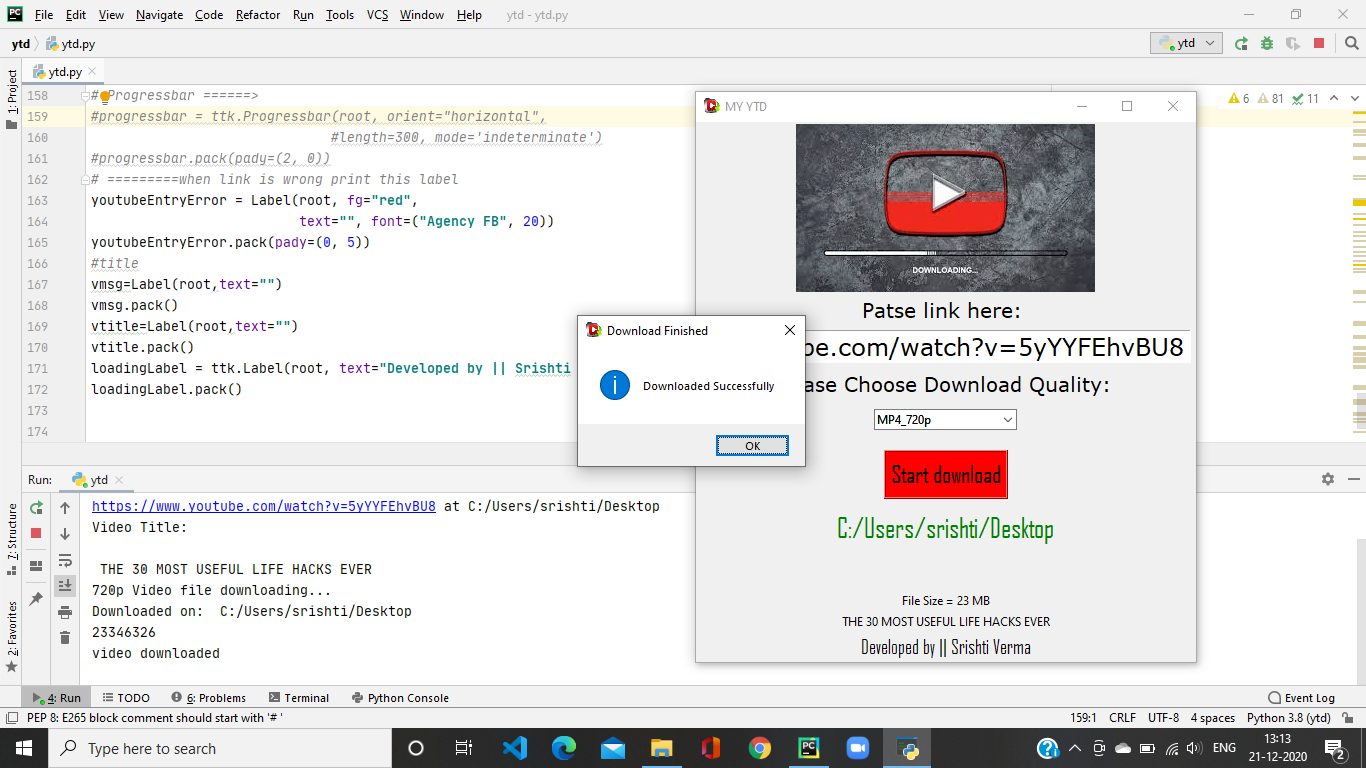 File Edit View Navigate Code Refactor Run Tools VCS Window Help ytd - ytd.py
ytd ytd.py
ytd
ytd.py
1: Project
158 # Progressbar ======>
159 #progressbar = ttk.Progressbar(root, orient="horizontal",
160 #length=300, mode='indeterminate')
161 #progressbar.pack(pady=(2, 0))
162 # =========when link is wrong print this label
163 youtubeEntryError = Label(root, fg="red",
164 text="", font=("Agency FB", 20))
165 youtubeEntryError.pack(pady=(0, 5))
166 #title
167 vmsg=Label(root,text="")
168 vmsg.pack()
169 vtitle=Label(root,text="")
170 vtitle.pack()
171 loadingLabel = ttk.Label(root, text="Developed by || Srishti
172 loadingLabel.pack()
173
174
6 81 11
MY YTD
DOWNLOADING...
Patse link here:
be.com/watch?v=5yYYFEhvBU8
ase Choose Download Quality:
MP4_720p
Start download
C:/Users/srishti/Desktop
File Size = 23 MB
THE 30 MOST USEFUL LIFE HACKS EVER
Developed by || Srishti Verma
Download Finished
Downloaded Successfully
OK
Run: ytd
https://www.youtube.com/watch?v=5yYYFEhvBU8 at C:/Users/srishti/Desktop
Video Title:
THE 30 MOST USEFUL LIFE HACKS EVER
720p Video file downloading...
Downloaded on: C:/Users/srishti/Desktop
23346326
video downloaded
7: Structure
2: Favorites
4: Run TODO 6: Problems Terminal Python Console Event Log
PEP 8: E265 block comment should start with '# ' 159:1 CRLF UTF-8 4 spaces Python 3.8 (ytd)
Type here to search
ENG
13:13
21-12-2020
2